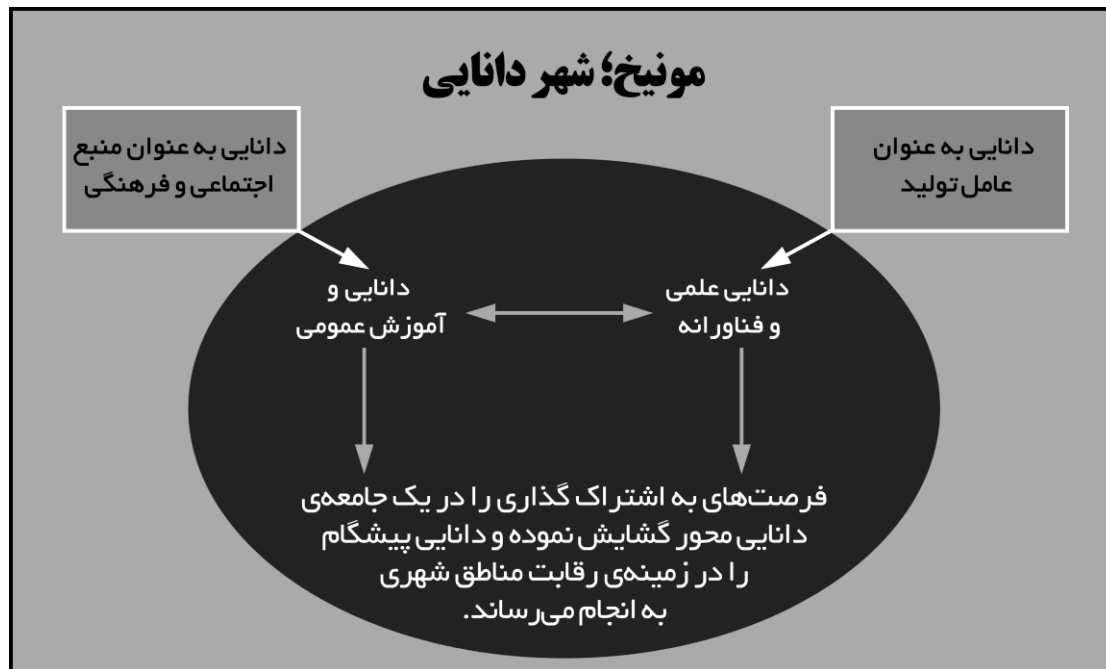 مونیخ؛ شهر دانایی
دانایی به عنوان
عامل تولید
دانایی به عنوان منبع
اجتماعی و فرهنگی
دانایی علمی
و فناورانه
دانایی و
آموزش عمومی
فرصت‌های به اشتراک گذاری را در یک جامعه‌ی
دانایی محور گشایش نموده و دانایی پیشگام
را در زمینه‌ی رقابت مناطق شهری
به انجام می‌رساند.